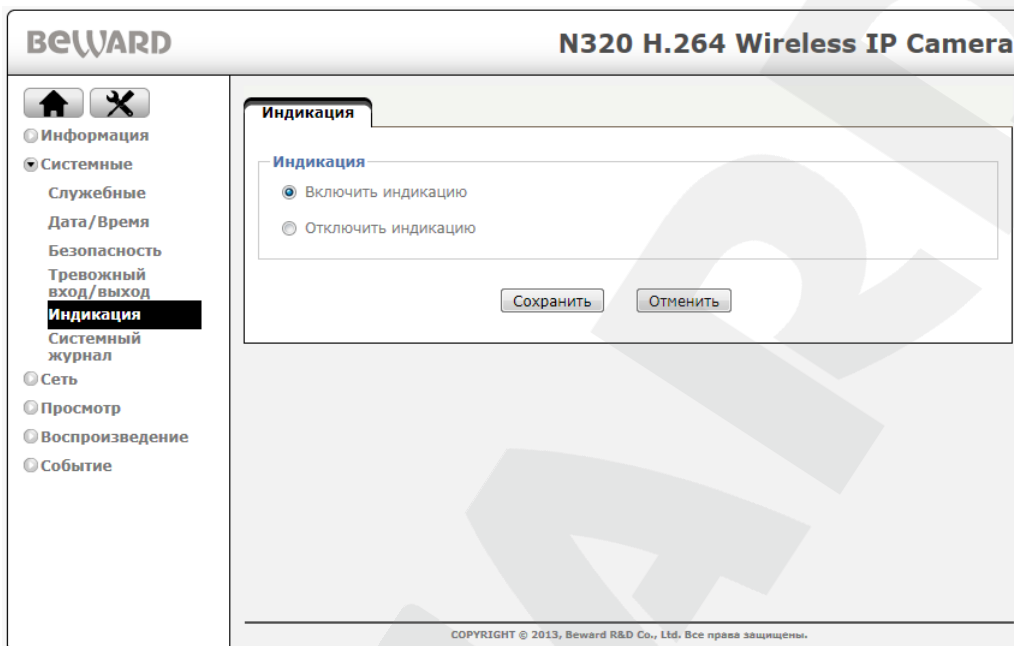 BEWARD
N320 H.264 Wireless IP Camera
Информация
Системные
Служебные
Дата/Время
Безопасность
Тревожный
вход/выход
Индикация
Системный
журнал
Сеть
Просмотр
Воспроизведение
Событие
Индикация
Индикация
Включить индикацию
Отключить индикацию
Сохранить
Отменить
COPYRIGHT © 2013, Beward R&D Co., Ltd. Все права защищены.